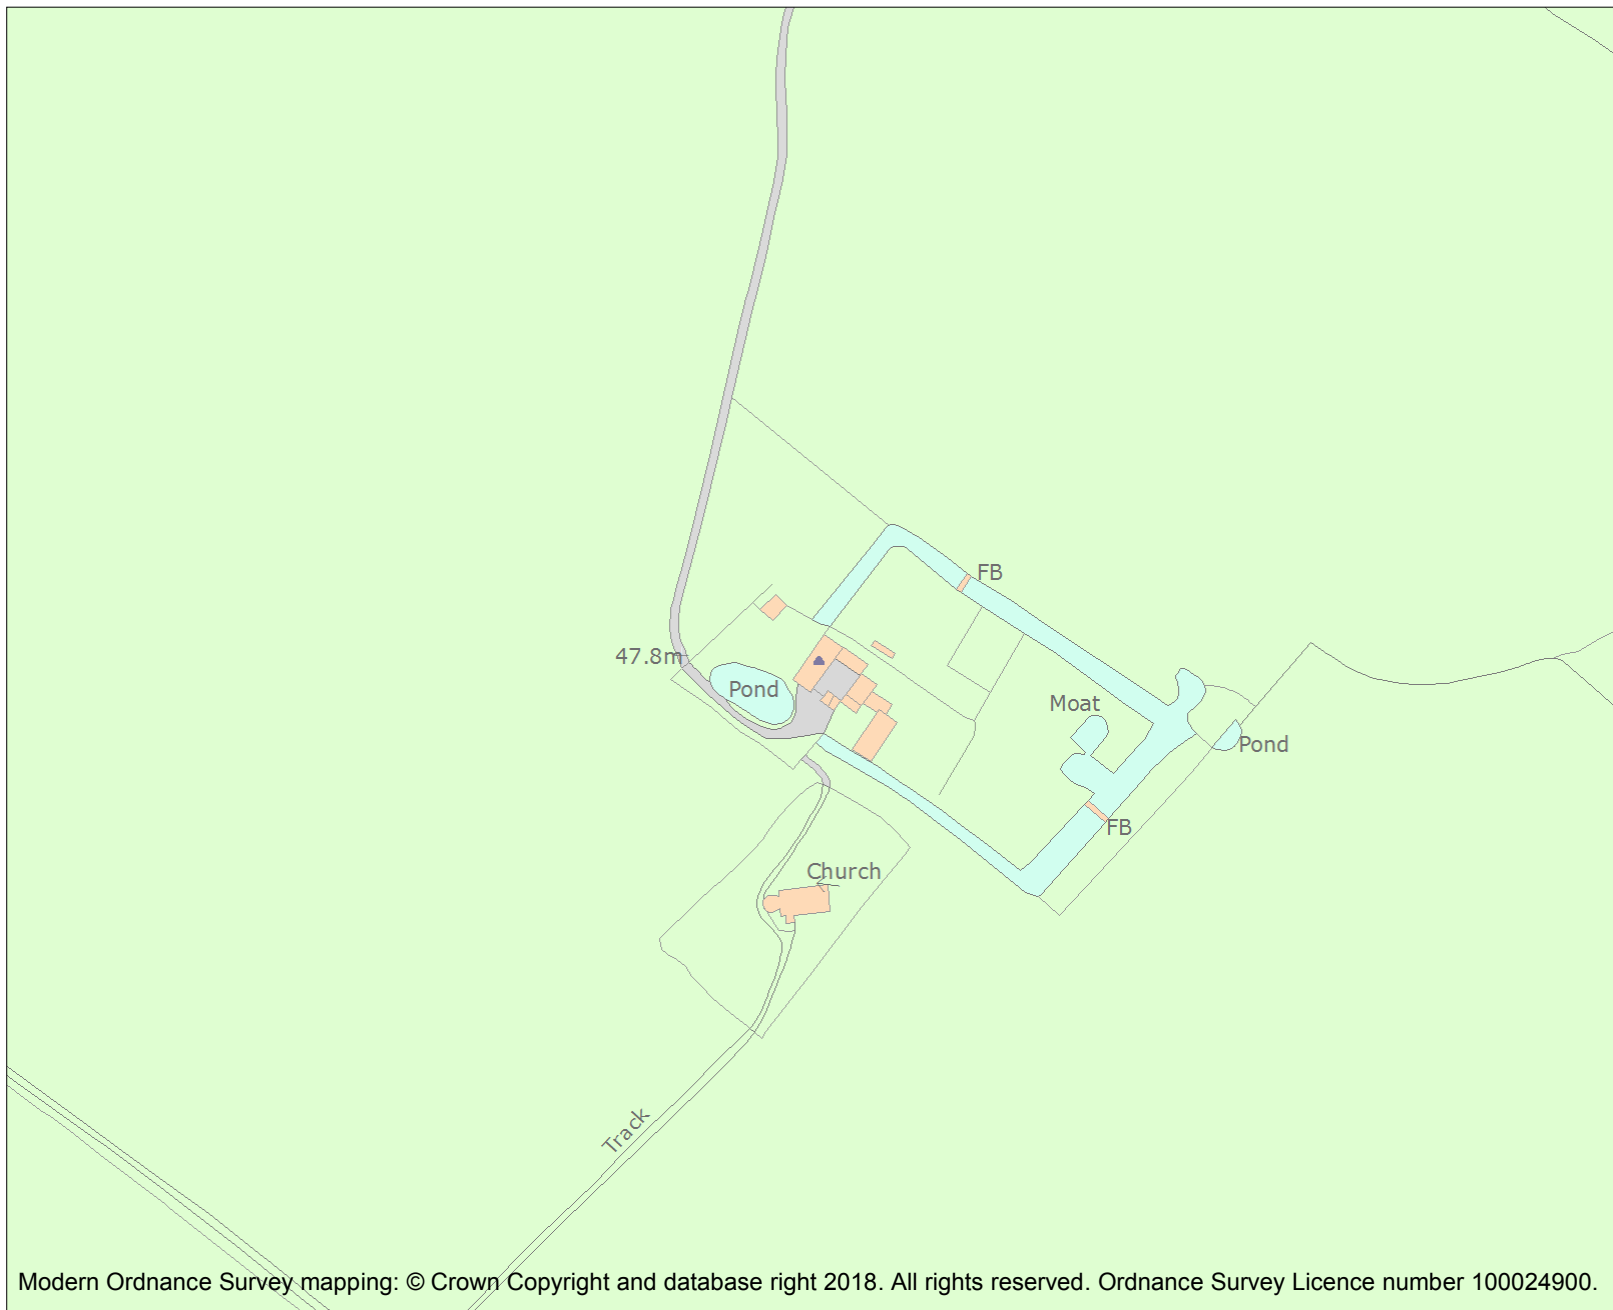 FB
47.8m
Pond
Moat
Pond
FB
Church
Track
Modern Ordnance Survey mapping: © Crown Copyright and database right 2018. All rights reserved. Ordnance Survey Licence number 100024900.